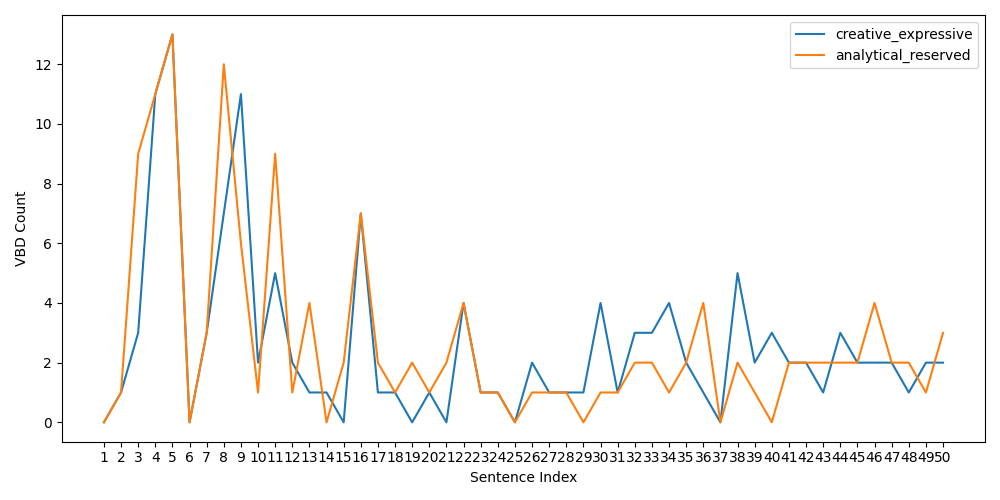 creative_expressive
analytical_reserved
12
10
8
6
4
2
0
VBD Count
1 2 3 4 5 6 7 8 9 10 11 12 13 14 15 16 17 18 19 20 21 22 23 24 25 26 27 28 29 30 31 32 33 34 35 36 37 38 39 40 41 42 43 44 45 46 47 48 49 50
Sentence Index